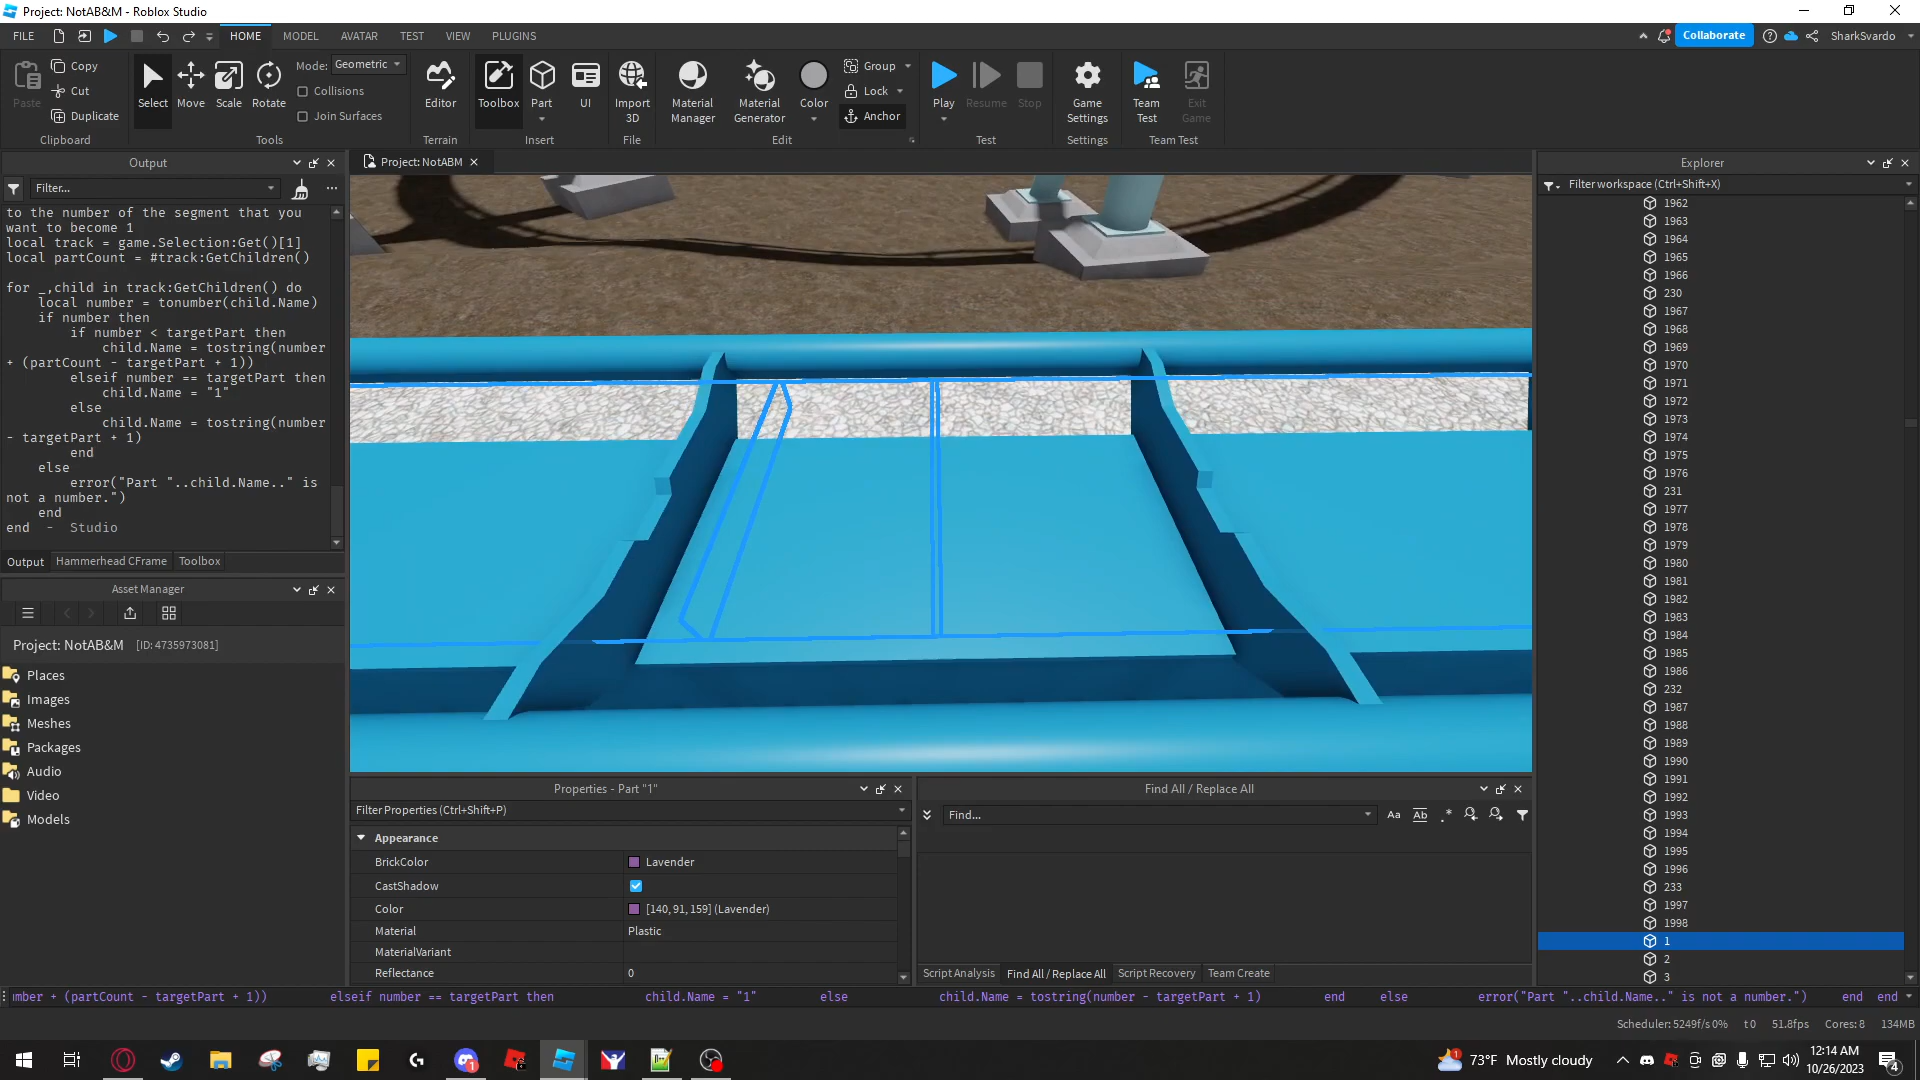 Project: NotAB&M - Roblox Studio
FILE HOME MODEL AVATAR TEST VIEW PLUGINS Collaborate SharkSvardo
Paste Copy Cut Duplicate Select Move Scale Rotate Mode: Geometric Collisions Join Surfaces Editor Toolbox Part UI Import 3D Material Manager Material Generator Color Group Lock Anchor Play Resume Stop Game Settings Team Test Exit Game
Clipboard Tools Terrain Insert File Edit Test Settings Team Test
Output
Filter...
to the number of the segment that you
want to become 1
local track = game.Selection:Get()[1]
local partCount = #track:GetChildren()
for _,child in track:GetChildren() do
local number = tonumber(child.Name)
if number then
if number < targetPart then
child.Name = tostring(number
+ (partCount - targetPart + 1))
elseif number == targetPart then
child.Name = "1"
else
child.Name = tostring(number
- targetPart + 1)
end
else
error("Part "..child.Name.." is
not a number.")
end
end - Studio
Output Hammerhead CFrame Toolbox
Asset Manager
Project: NotAB&M [ID: 4735973081]
Places
Images
Meshes
Packages
Audio
Video
Models
Project: NotABM
Properties - Part "1"
Filter Properties (Ctrl+Shift+P)
Appearance
BrickColor Lavender
CastShadow
Color [140, 91, 159] (Lavender)
Material Plastic
MaterialVariant
Reflectance 0
Find All / Replace All
Find... Aa Ab .*
Script Analysis Find All / Replace All Script Recovery Team Create
Explorer
Filter workspace (Ctrl+Shift+X)
1962
1963
1964
1965
1966
230
1967
1968
1969
1970
1971
1972
1973
1974
1975
1976
231
1977
1978
1979
1980
1981
1982
1983
1984
1985
1986
232
1987
1988
1989
1990
1991
1992
1993
1994
1995
1996
233
1997
1998
1
2
3
umber + (partCount - targetPart + 1)) elseif number == targetPart then child.Name = "1" else child.Name = tostring(number - targetPart + 1) end else error("Part "..child.Name.." is not a number.") end end
Scheduler: 5249f/s 0% t 0 51.8fps Cores: 8 134MB
73°F Mostly cloudy 12:14 AM
10/26/2023